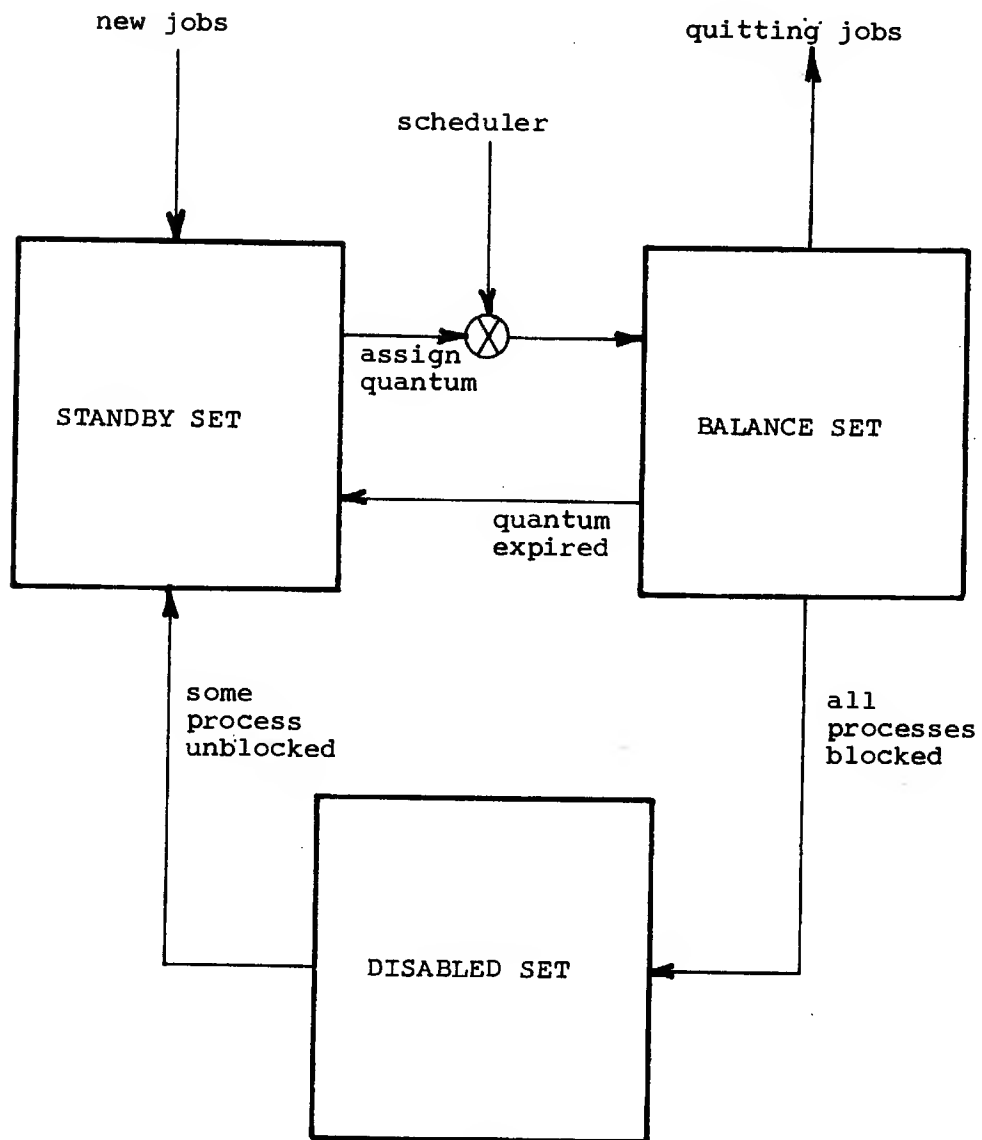 new jobs
quitting jobs
scheduler
assign
quantum
STANDBY SET
BALANCE SET
quantum
expired
some
process
unblocked
all
processes
blocked
DISABLED SET